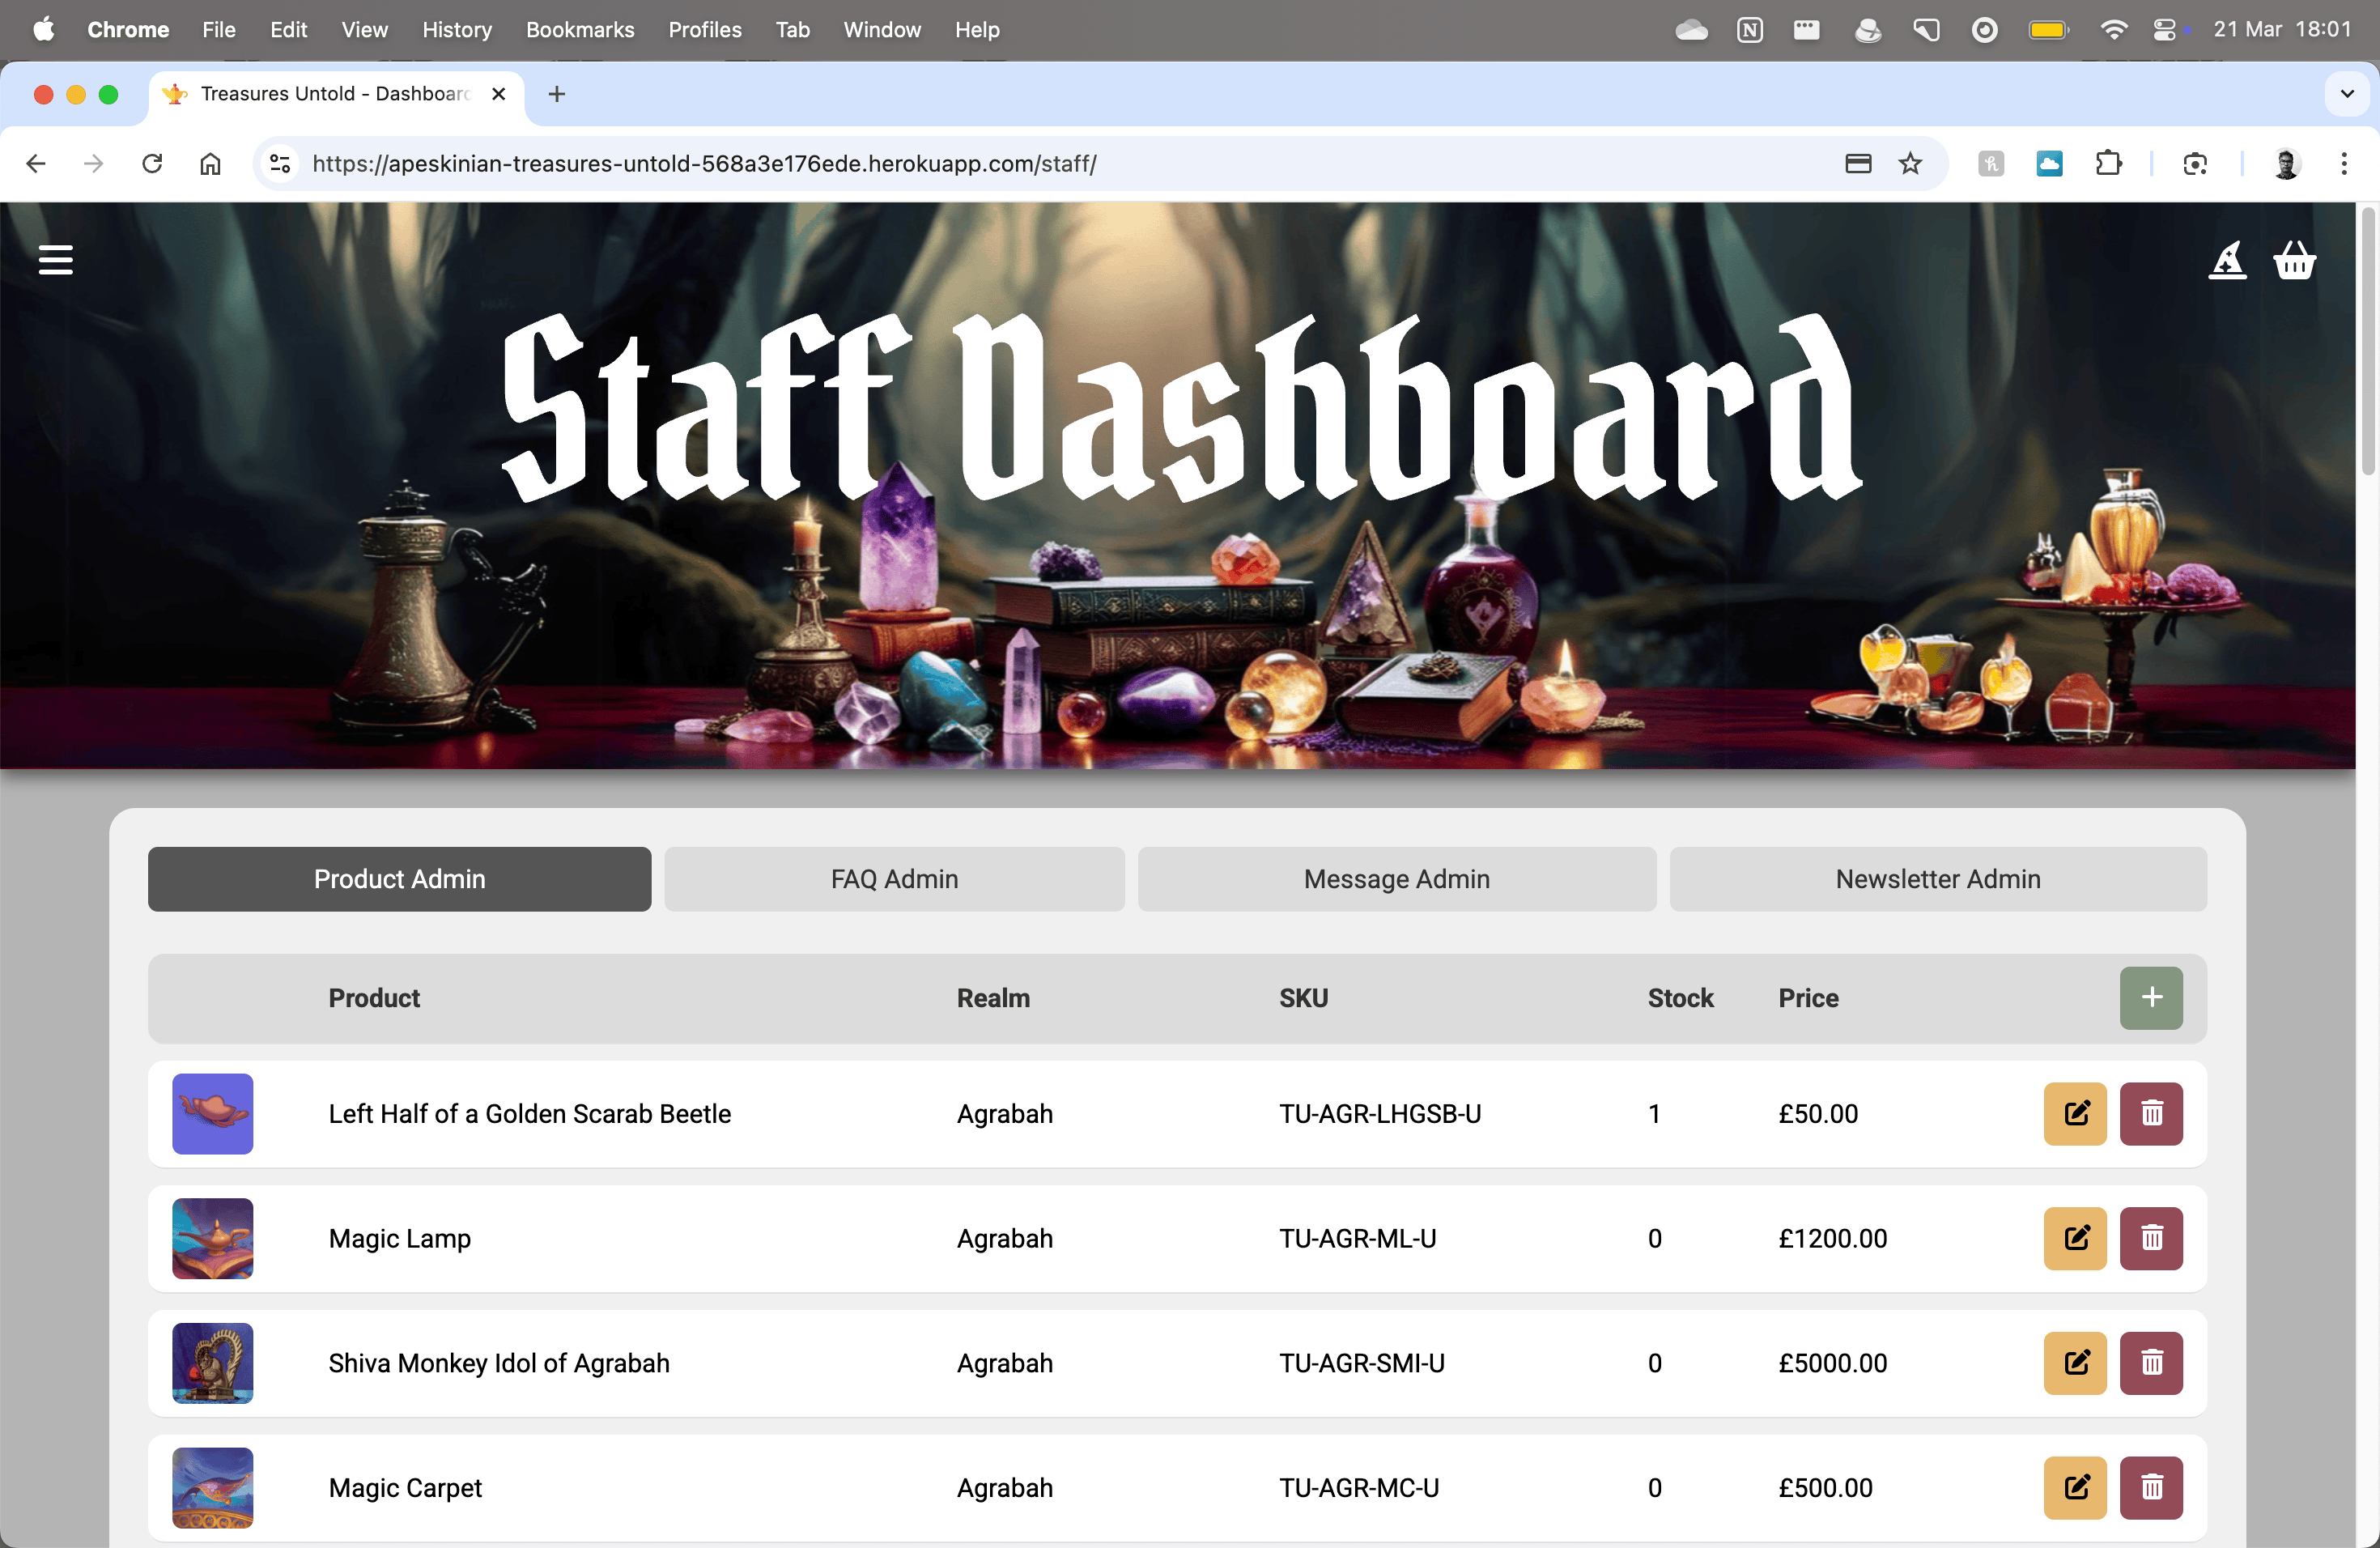 Chrome File Edit View History Bookmarks Profiles Tab Window Help 21 Mar 18:01
Treasures Untold - Dashboard
https://apeskinian-treasures-untold-568a3e176ede.herokuapp.com/staff/
Staff Dashboard
Product Admin FAQ Admin Message Admin Newsletter Admin
Product Realm SKU Stock Price
Left Half of a Golden Scarab Beetle Agrabah TU-AGR-LHGSB-U 1 £50.00
Magic Lamp Agrabah TU-AGR-ML-U 0 £1200.00
Shiva Monkey Idol of Agrabah Agrabah TU-AGR-SMI-U 0 £5000.00
Magic Carpet Agrabah TU-AGR-MC-U 0 £500.00